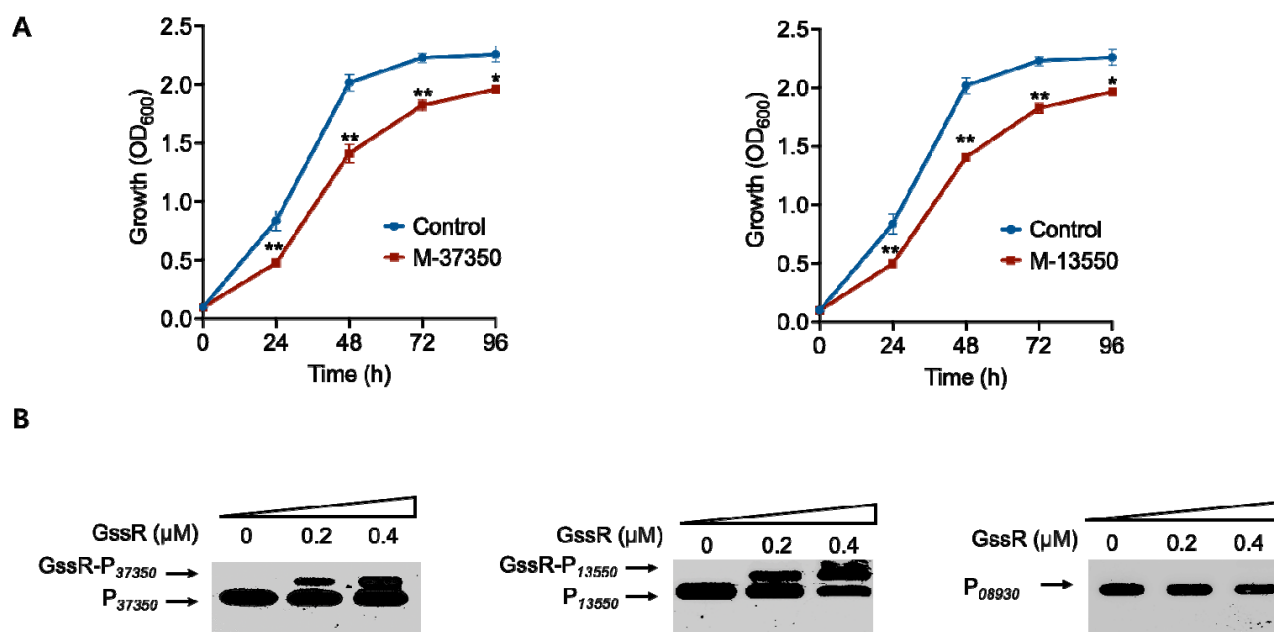 A
Growth (OD600)
2.5
2.0
1.5
1.0
0.5
0.0
**
**
**
*
Control
M-37350
0 24 48 72 96
Time (h)
Growth (OD600)
2.5
2.0
1.5
1.0
0.5
0.0
**
**
**
*
Control
M-13550
0 24 48 72 96
Time (h)
B
GssR (μM) 0 0.2 0.4
GssR-P37350
P37350
GssR (μM) 0 0.2 0.4
GssR-P13550
P13550
GssR (μM) 0 0.2 0.4
P08930